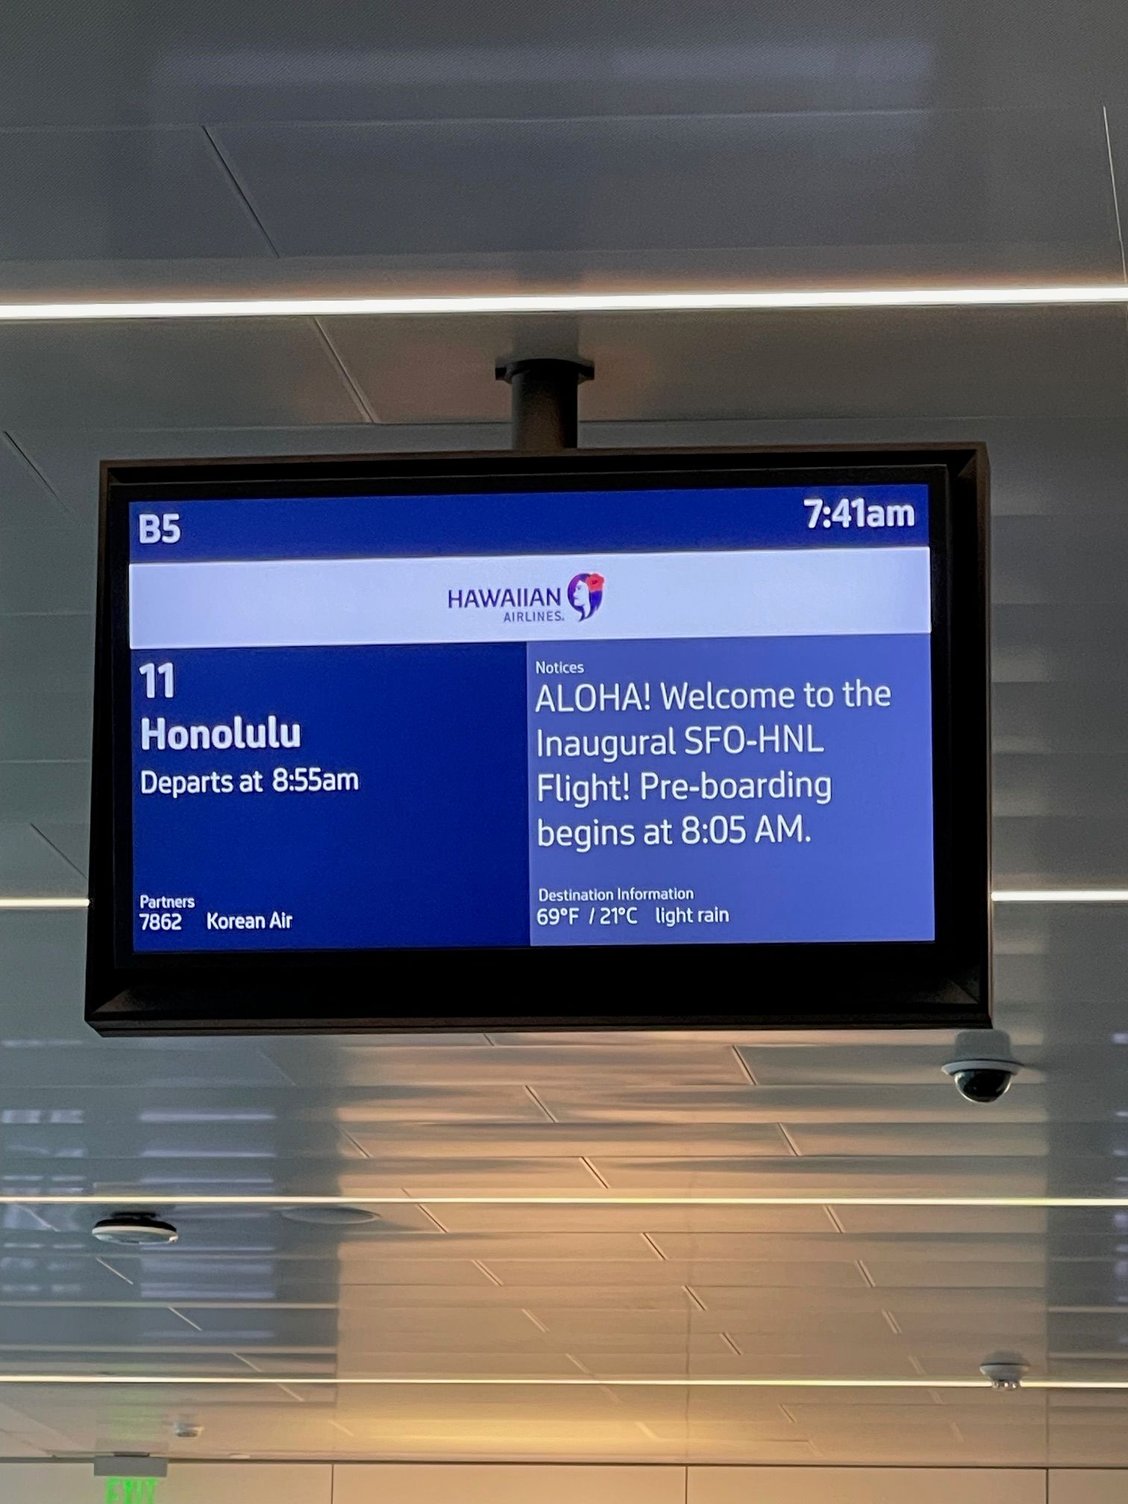 B5
7:41am
HAWAIIAN
AIRLINES.
11
Honolulu
Departs at 8:55am
Partners
7862 Korean Air
Notices
ALOHA! Welcome to the
Inaugural SFO-HNL
Flight! Pre-boarding
begins at 8:05 AM.
Destination Information
69°F / 21°C light rain
EXIT